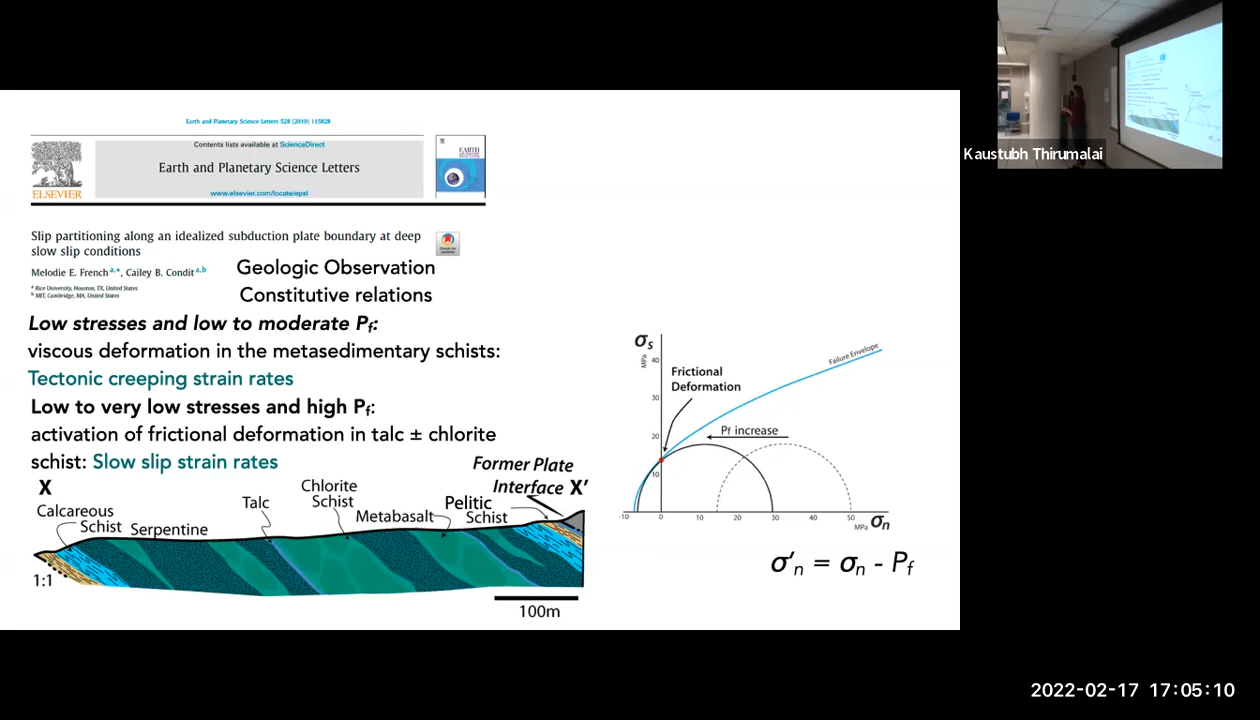 Earth and Planetary Science Letters 528 (2019) 115828
Contents lists available at ScienceDirect
Earth and Planetary Science Letters
www.elsevier.com/locate/epsl
ELSEVIER
EARTH
Slip partitioning along an idealized subduction plate boundary at deep
slow slip conditions
Check for
updates
Melodie E. French a,*, Cailey B. Condit a,b
a Rice University, Houston, TX, United States
b MIT, Cambridge, MA, United States
Geologic Observation
Constitutive relations
Low stresses and low to moderate Pf:
viscous deformation in the metasedimentary schists:
Tectonic creeping strain rates
Low to very low stresses and high Pf:
activation of frictional deformation in talc ± chlorite
schist: Slow slip strain rates
Former Plate
Interface X'
X
Calcareous
Schist
Serpentine
Talc
Chlorite
Schist
Metabasalt
Pelitic
Schist
1:1
100m
σs
MPa
40
30
20
10
Frictional
Deformation
Failure Envelope
Pf increase
-10 0 10 20 30 40 50
MPa σn
σ'n = σn - Pf
Kaustubh Thirumalai
2022-02-17 17:05:10